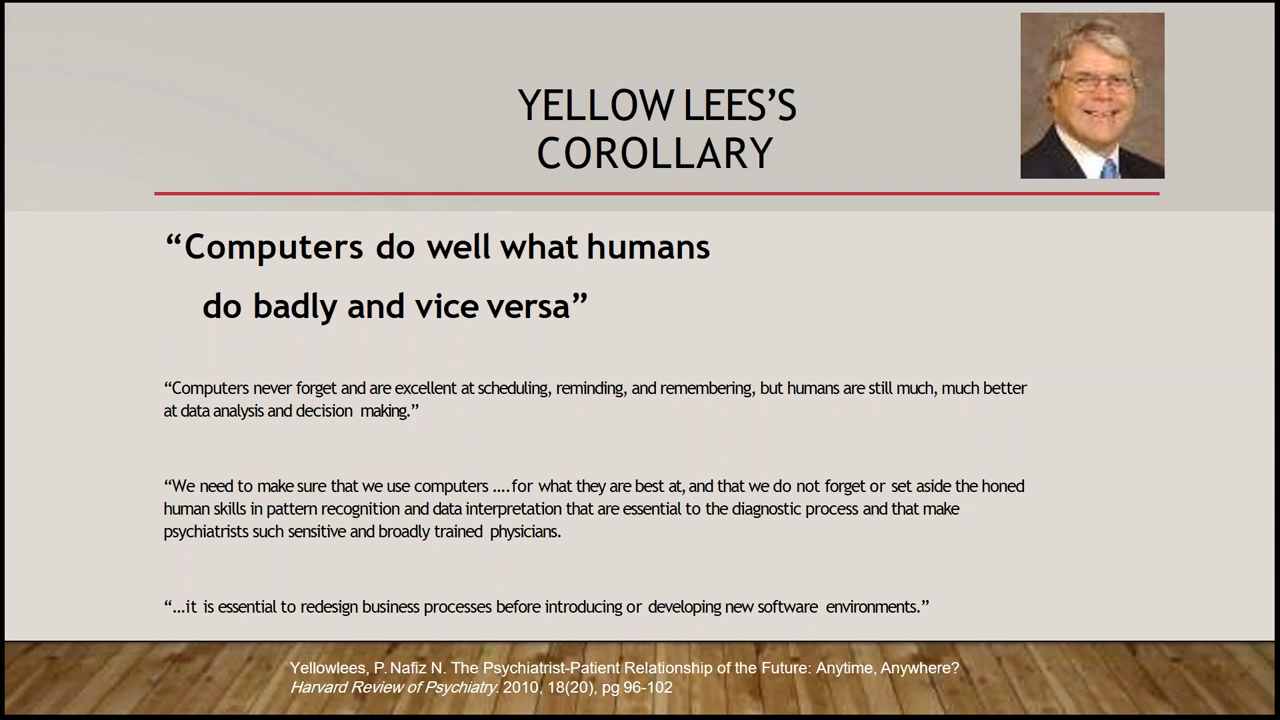 YELLOW LEES’S
COROLLARY
“Computers do well what humans
do badly and vice versa”
“Computers never forget and are excellent at scheduling, reminding, and remembering, but humans are still much, much better
at data analysis and decision making.”
“We need to make sure that we use computers ….for what they are best at, and that we do not forget or set aside the honed
human skills in pattern recognition and data interpretation that are essential to the diagnostic process and that make
psychiatrists such sensitive and broadly trained physicians.
“…it is essential to redesign business processes before introducing or developing new software environments.”
Yellowlees, P. Nafiz N. The Psychiatrist-Patient Relationship of the Future: Anytime, Anywhere?
Harvard Review of Psychiatry. 2010, 18(20), pg 96-102